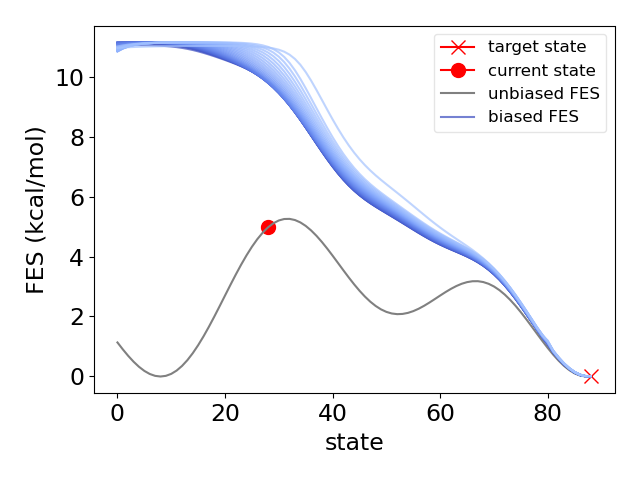 target state
current state
unbiased FES
biased FES
FES (kcal/mol)
10
8
6
4
2
0
0 20 40 60 80
state